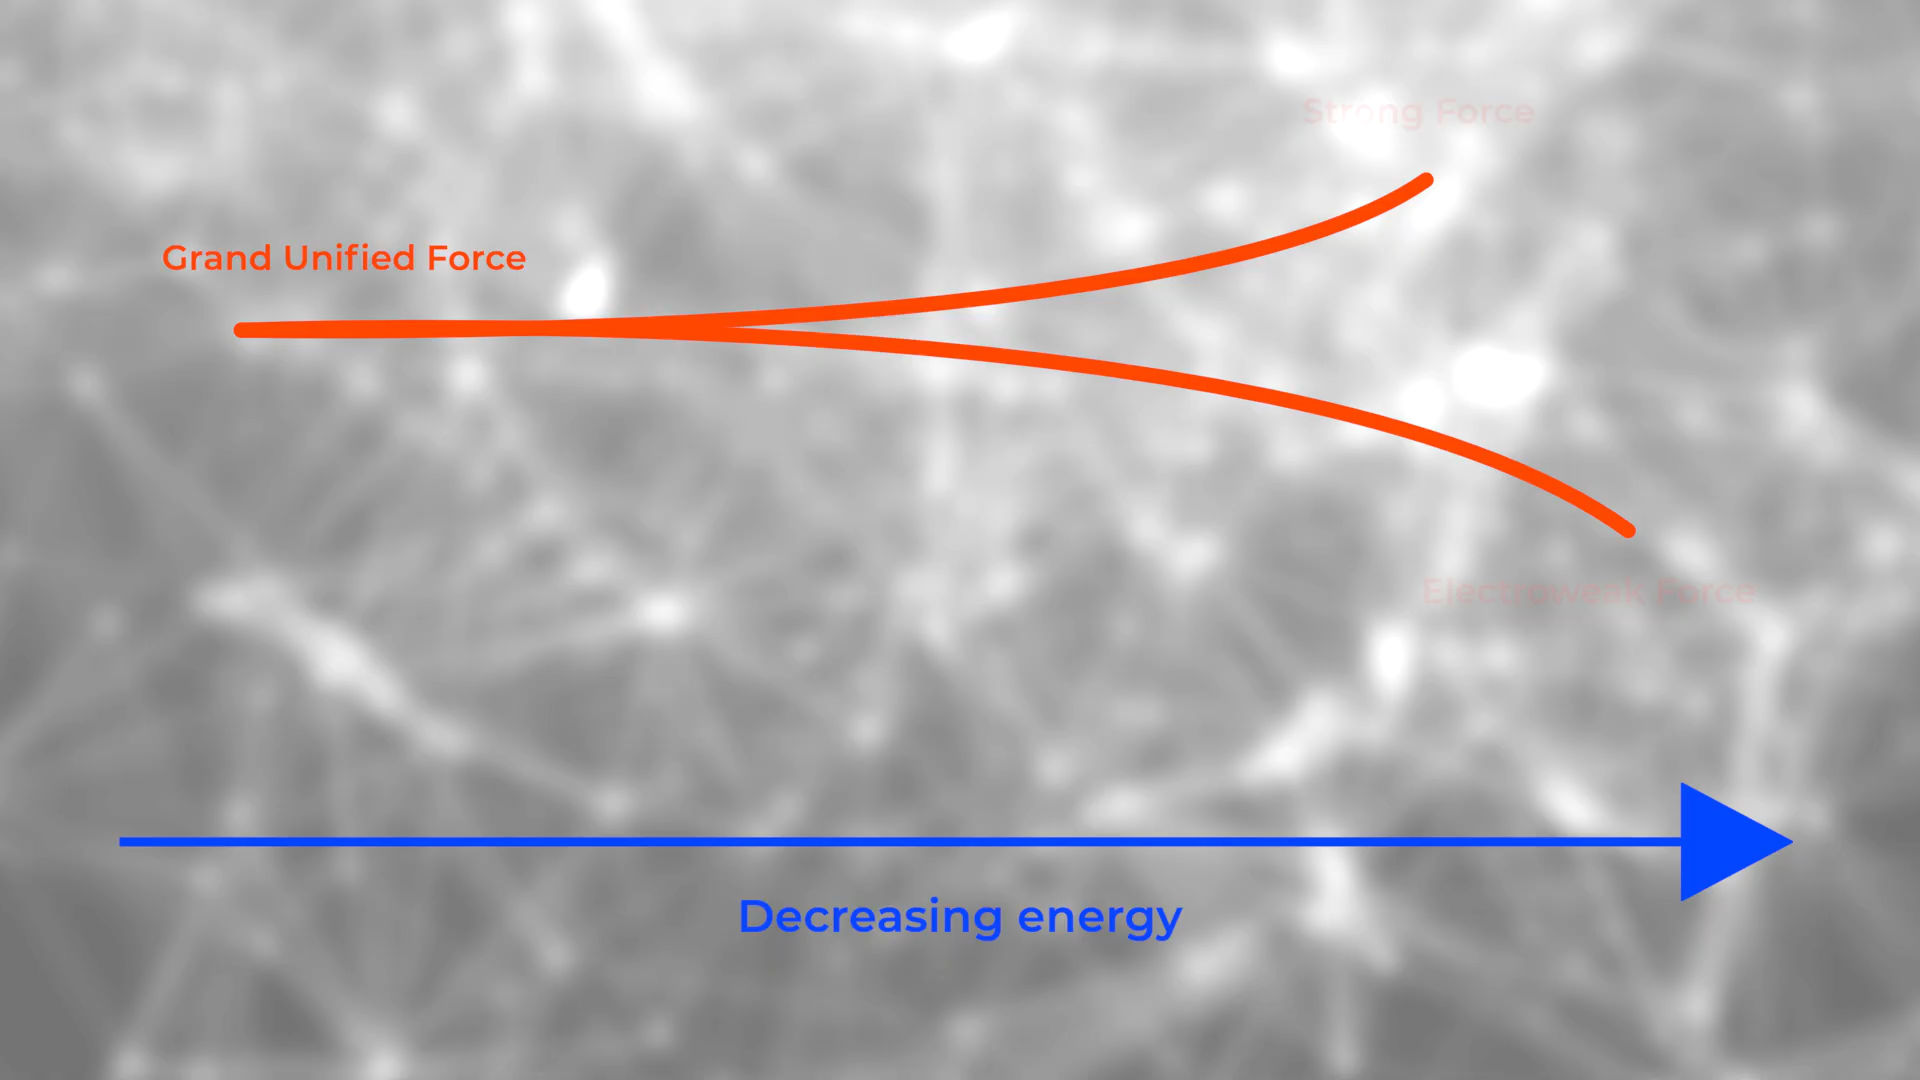 Strong Force
Grand Unified Force
Electroweak Force
Decreasing energy